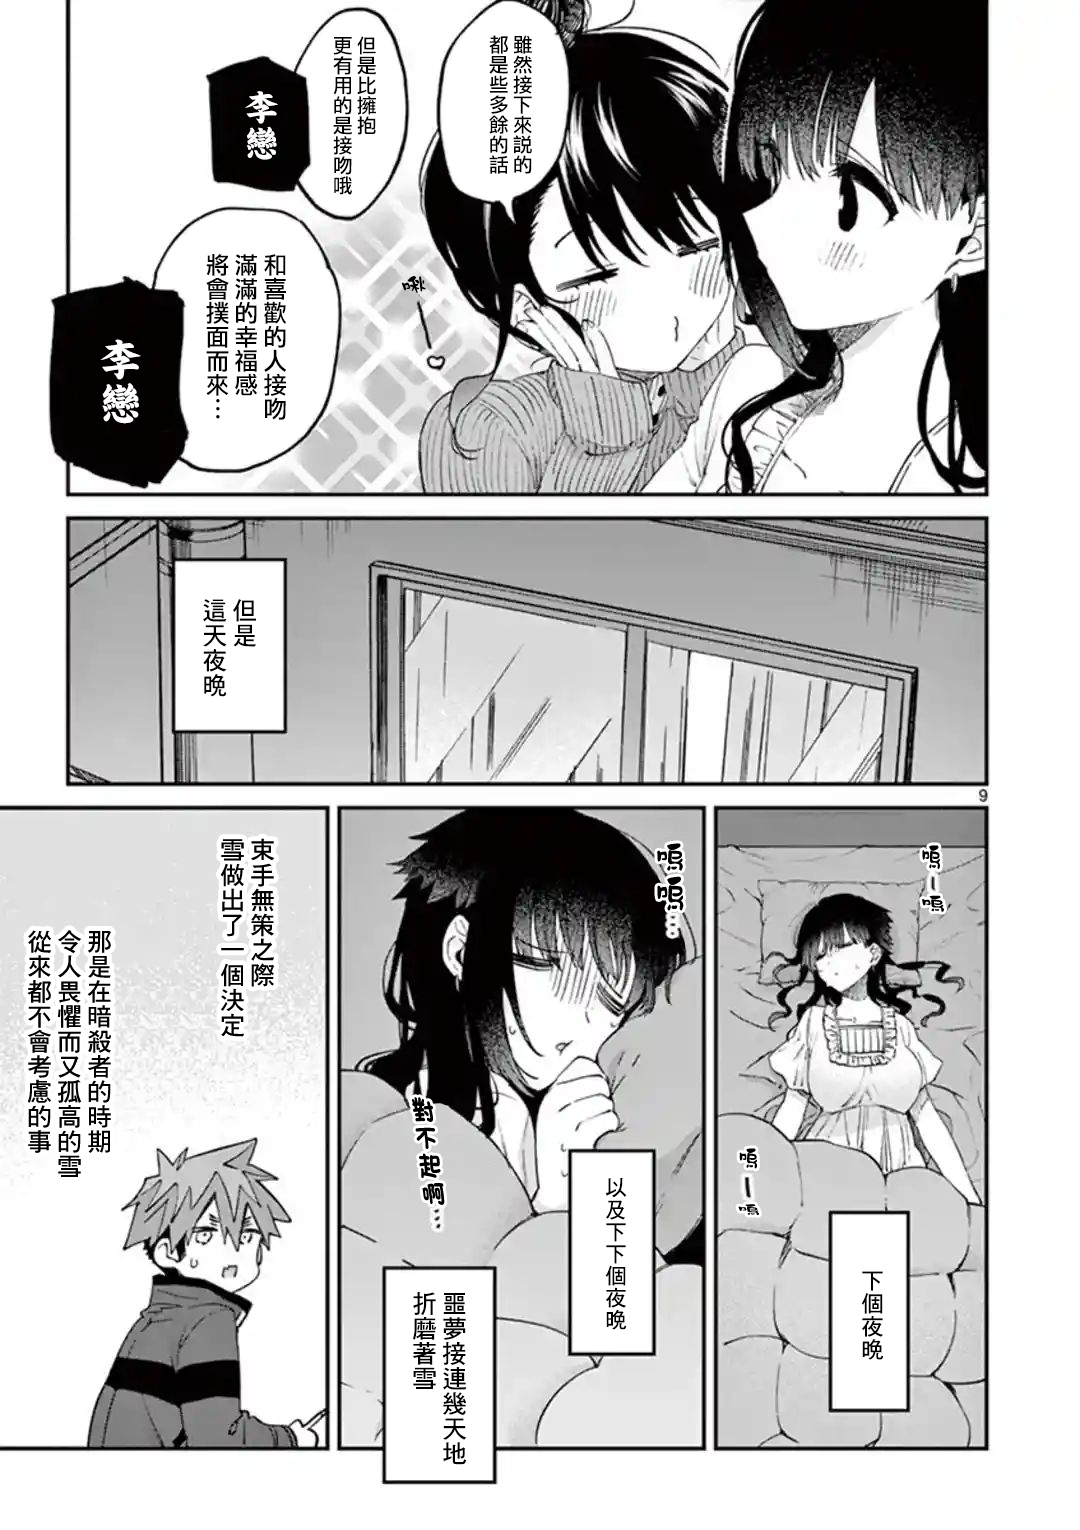 雖然接下來説的
都是些多餘的話
但是比擁抱
更有用的是接吻哦
李戀
啾
和喜歡的人接吻
滿滿的幸福感
將會撲面而來…
李戀
但是
這天夜晚
9
嗚ー嗚
嗚ー嗚
下個夜晚
嗚嗚…
對不起啊…
以及下下個夜晚
噩夢接連幾天地
折磨著雪
束手無策之際
雪做出了一個決定
那是在暗殺者的時期
令人畏懼而又孤高的雪
從來都不會考慮的事